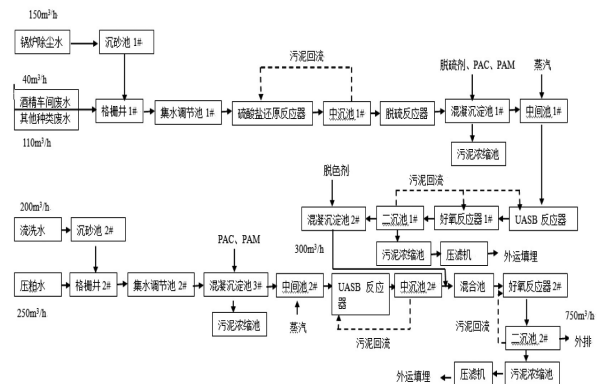 150m³/h
锅炉除尘水
沉砂池 1#
40m³/h
酒精车间废水
其他种类废水
110m³/h
格栅井 1#
集水调节池 1#
硫酸盐还原反应器
污泥回流
中沉池 1#
脱硫反应器
脱硫剂、PAC、PAM
混凝沉淀池 1#
污泥浓缩池
蒸汽
中间池 1#
脱色剂
污泥回流
混凝沉淀池 2#
二沉池 1#
好氧反应器 1#
UASB 反应器
300m³/h
污泥浓缩池
压滤机
外运填埋
200m³/h
流洗水
沉砂池 2#
PAC、PAM
压粕水
250m³/h
格栅井 2#
集水调节池 2#
混凝沉淀池 3#
污泥浓缩池
中间池 2#
蒸汽
UASB 反应
器
中沉池 2#
污泥回流
混合池
好氧反应器 2#
污泥回流
750m³/h
二沉池 2#
外排
外运填埋
压滤机
污泥浓缩池